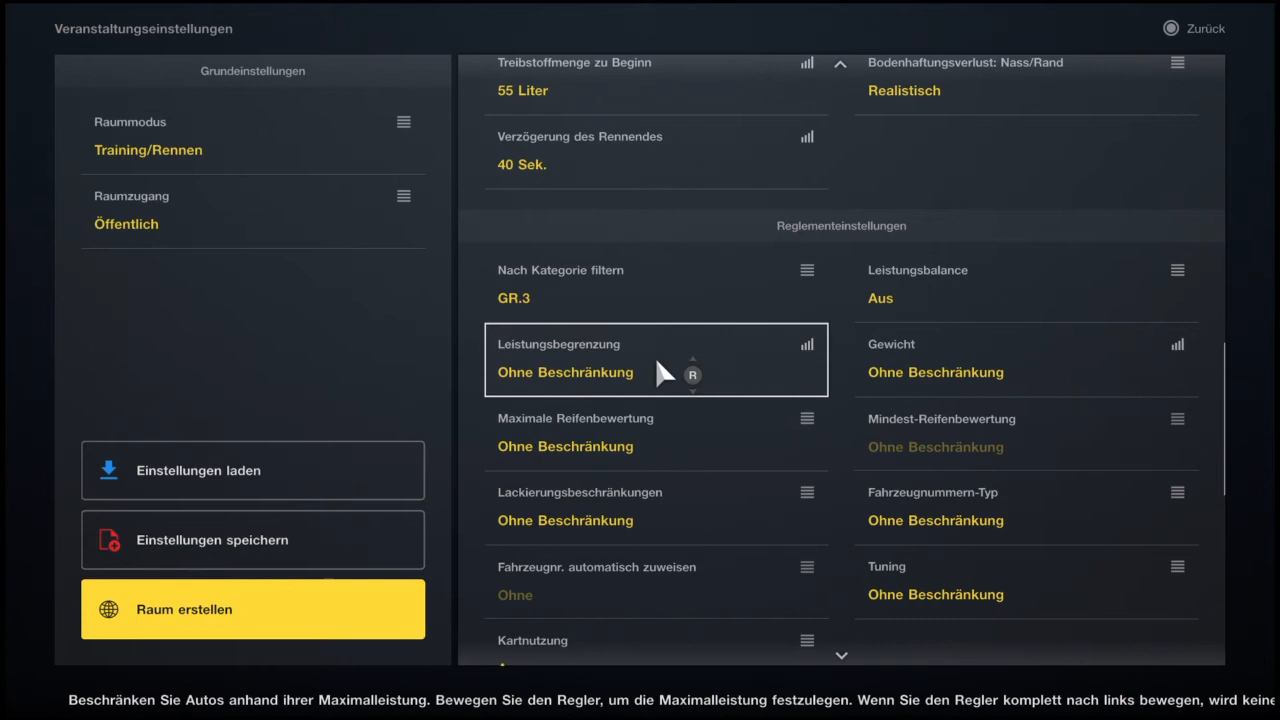 Veranstaltungseinstellungen
Zurück
Grundeinstellungen
Raummodus
Training/Rennen
Raumzugang
Öffentlich
Einstellungen laden
Einstellungen speichern
Raum erstellen
Treibstoffmenge zu Beginn
55 Liter
Bodenhaftungsverlust: Nass/Rand
Realistisch
Verzögerung des Rennendes
40 Sek.
Reglementeinstellungen
Nach Kategorie filtern
GR.3
Leistungsbalance
Aus
Leistungsbegrenzung
Ohne Beschränkung
R
Gewicht
Ohne Beschränkung
Maximale Reifenbewertung
Ohne Beschränkung
Mindest-Reifenbewertung
Ohne Beschränkung
Lackierungsbeschränkungen
Ohne Beschränkung
Fahrzeugnummern-Typ
Ohne Beschränkung
Fahrzeugnr. automatisch zuweisen
Ohne
Tuning
Ohne Beschränkung
Kartnutzung
Beschränken Sie Autos anhand ihrer Maximalleistung. Bewegen Sie den Regler, um die Maximalleistung festzulegen. Wenn Sie den Regler komplett nach links bewegen, wird keine